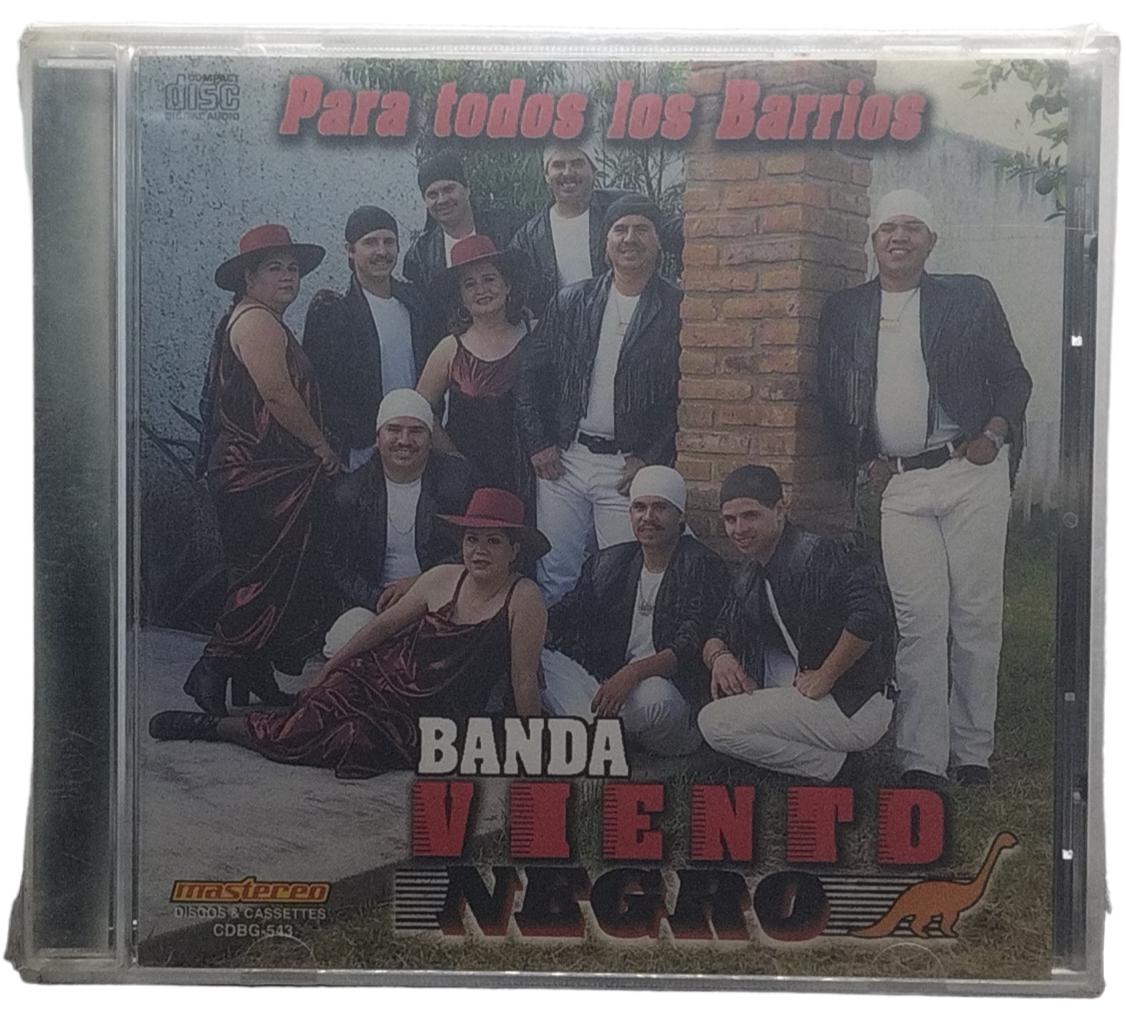 COMPACT
disc
DIGITAL AUDIO
Para todos los Barrios
BANDA
VIENTO
NEGRO
mastereo
DISCOS & CASSETTES
CDBG-543